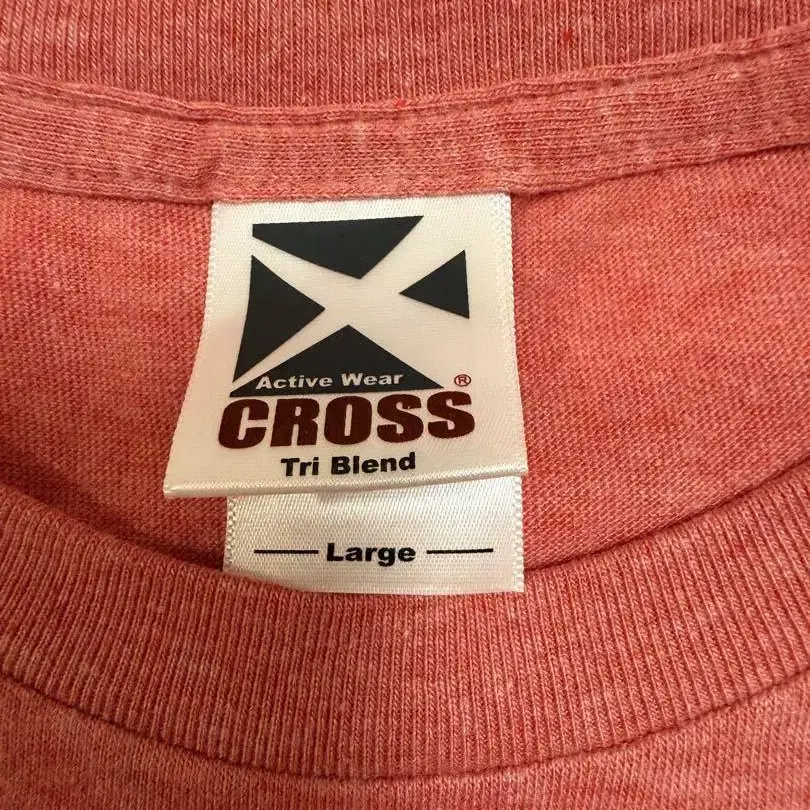 Active Wear ®
CROSS
Tri Blend
Large